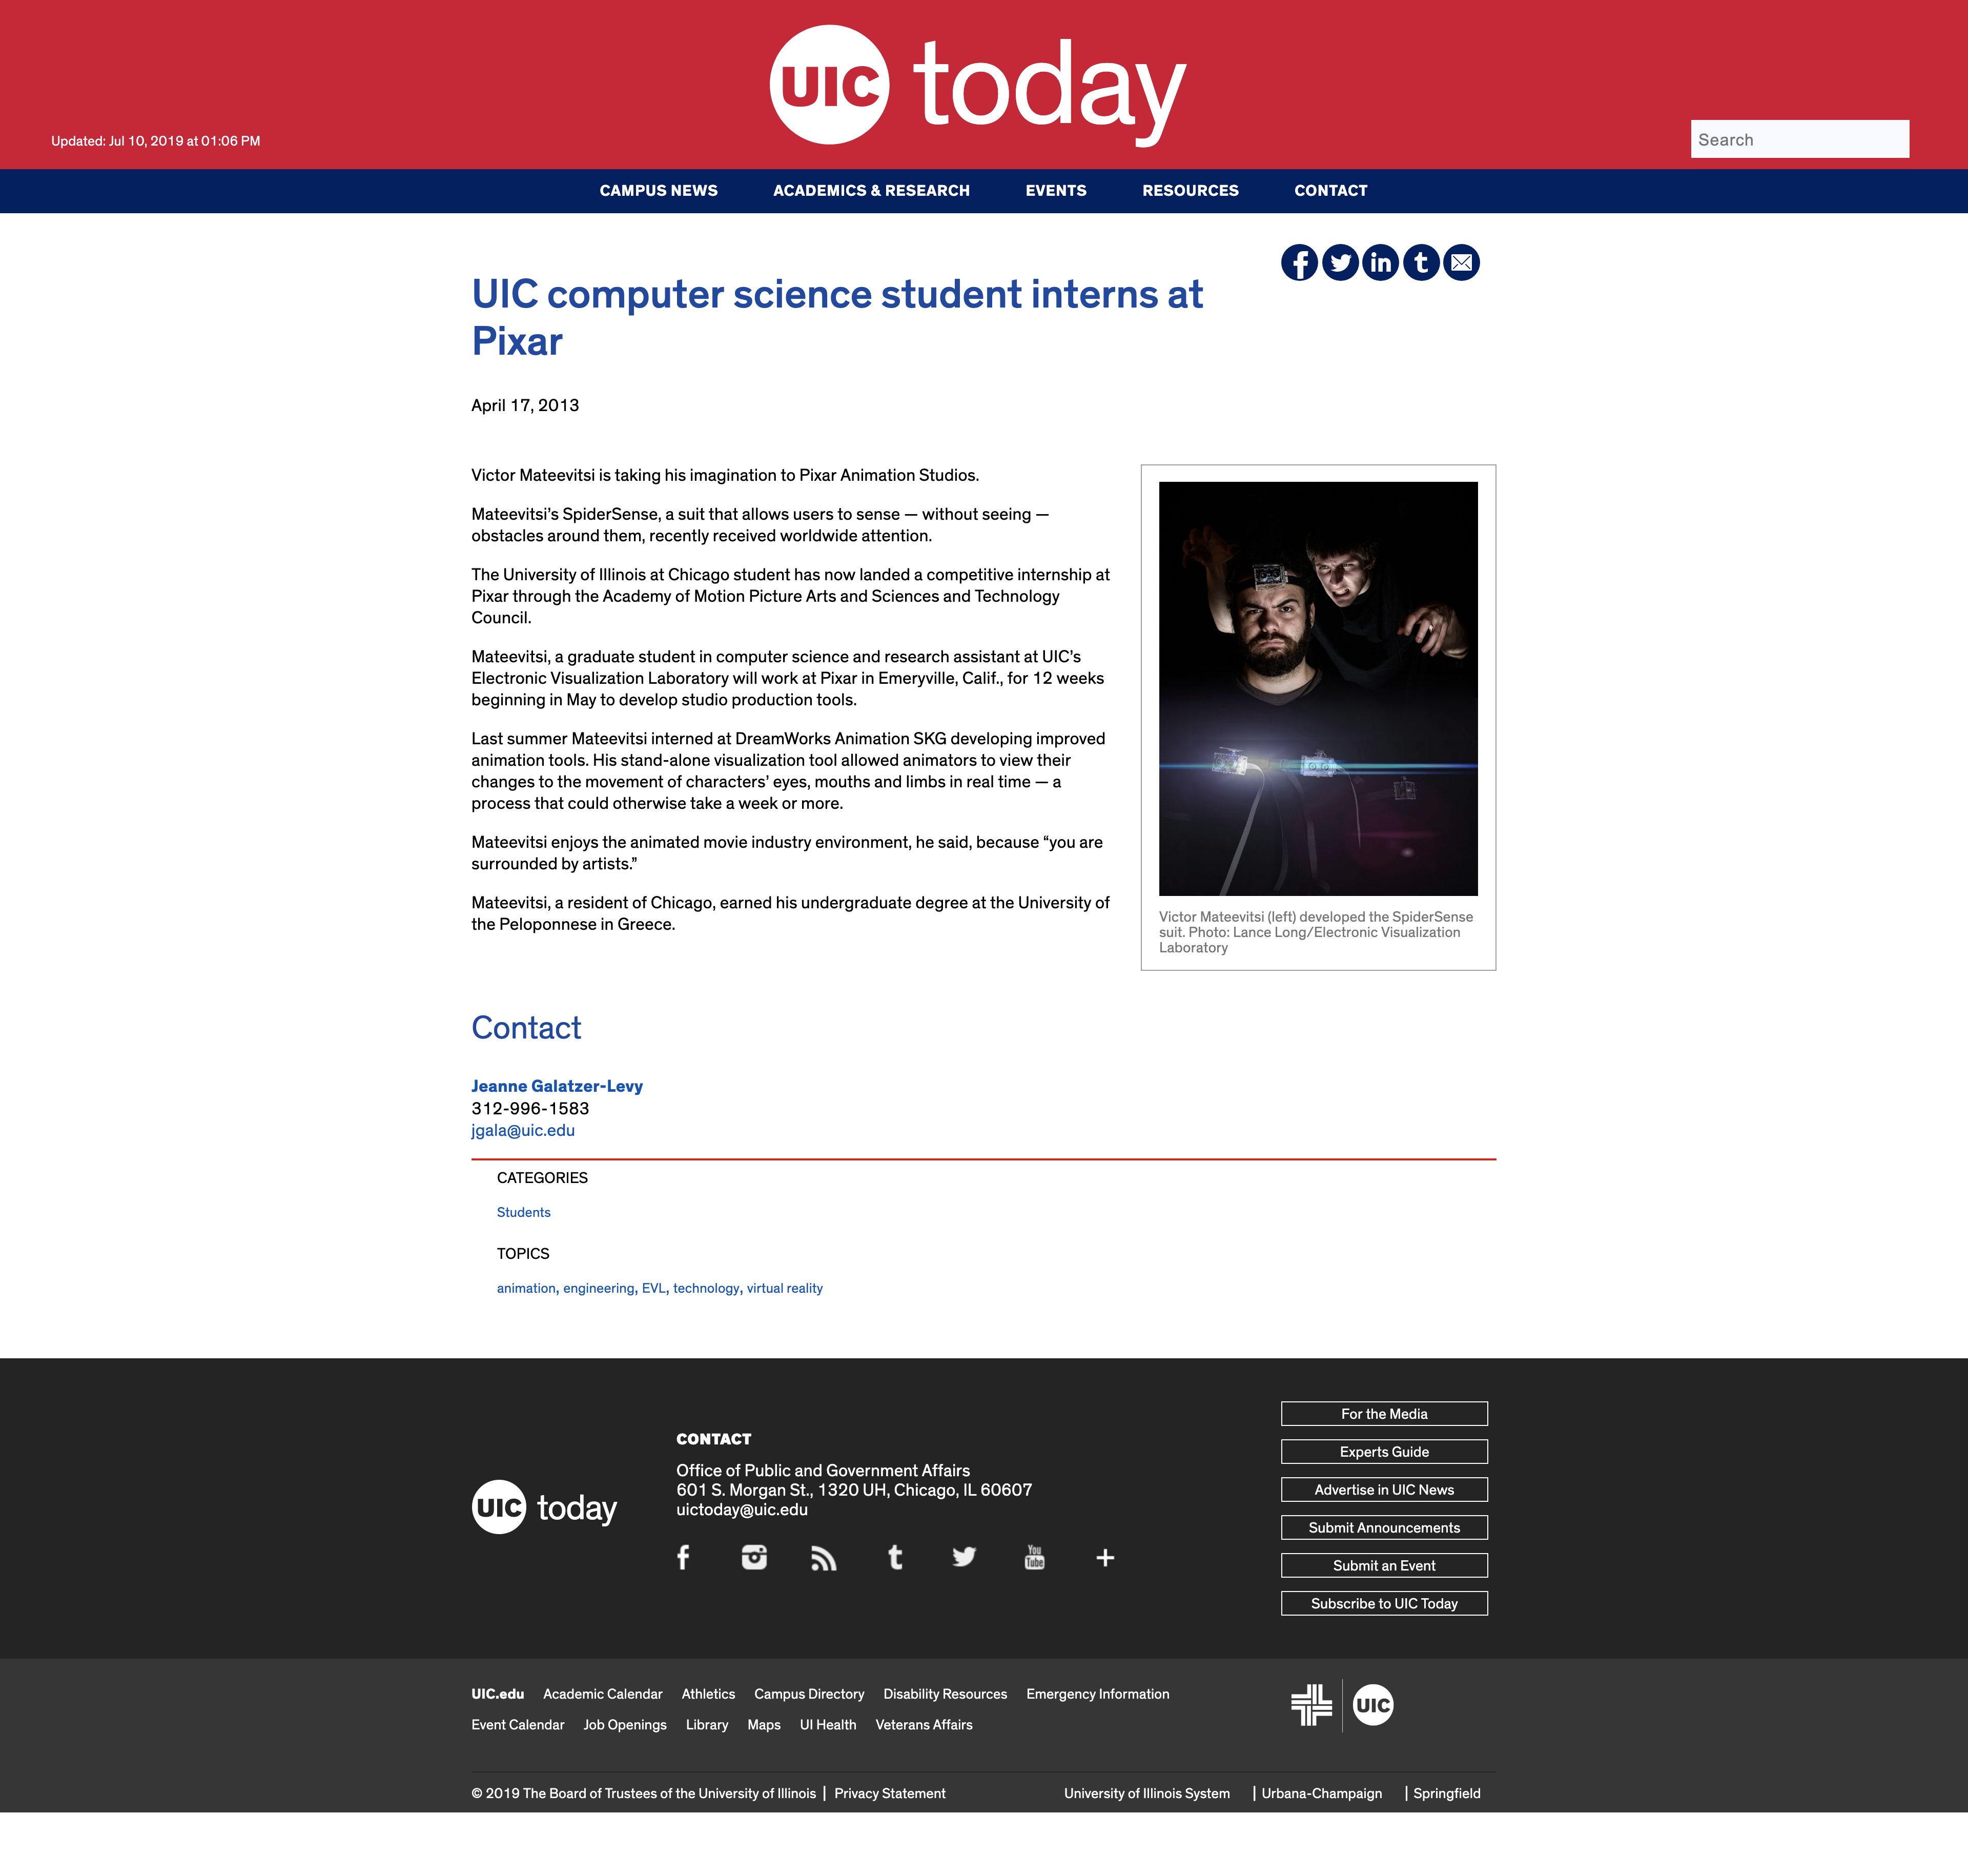 UIC today
Updated: Jul 10, 2019 at 01:06 PM
Search
CAMPUS NEWS
ACADEMICS & RESEARCH
EVENTS
RESOURCES
CONTACT
UIC computer science student interns at
Pixar
April 17, 2013
Victor Mateevitsi is taking his imagination to Pixar Animation Studios.
Mateevitsi’s SpiderSense, a suit that allows users to sense — without seeing —
obstacles around them, recently received worldwide attention.
The University of Illinois at Chicago student has now landed a competitive internship at
Pixar through the Academy of Motion Picture Arts and Sciences and Technology
Council.
Mateevitsi, a graduate student in computer science and research assistant at UIC’s
Electronic Visualization Laboratory will work at Pixar in Emeryville, Calif., for 12 weeks
beginning in May to develop studio production tools.
Last summer Mateevitsi interned at DreamWorks Animation SKG developing improved
animation tools. His stand-alone visualization tool allowed animators to view their
changes to the movement of characters’ eyes, mouths and limbs in real time — a
process that could otherwise take a week or more.
Mateevitsi enjoys the animated movie industry environment, he said, because “you are
surrounded by artists.”
Mateevitsi, a resident of Chicago, earned his undergraduate degree at the University of
the Peloponnese in Greece.
Victor Mateevitsi (left) developed the SpiderSense
suit. Photo: Lance Long/Electronic Visualization
Laboratory
Contact
Jeanne Galatzer-Levy
312-996-1583
jgala@uic.edu
CATEGORIES
Students
TOPICS
animation, engineering, EVL, technology, virtual reality
UIC today
CONTACT
Office of Public and Government Affairs
601 S. Morgan St., 1320 UH, Chicago, IL 60607
uictoday@uic.edu
You Tube
For the Media
Experts Guide
Advertise in UIC News
Submit Announcements
Submit an Event
Subscribe to UIC Today
UIC.edu Academic Calendar Athletics Campus Directory Disability Resources Emergency Information
Event Calendar Job Openings Library Maps UI Health Veterans Affairs
UIC
© 2019 The Board of Trustees of the University of Illinois | Privacy Statement
University of Illinois System | Urbana-Champaign | Springfield